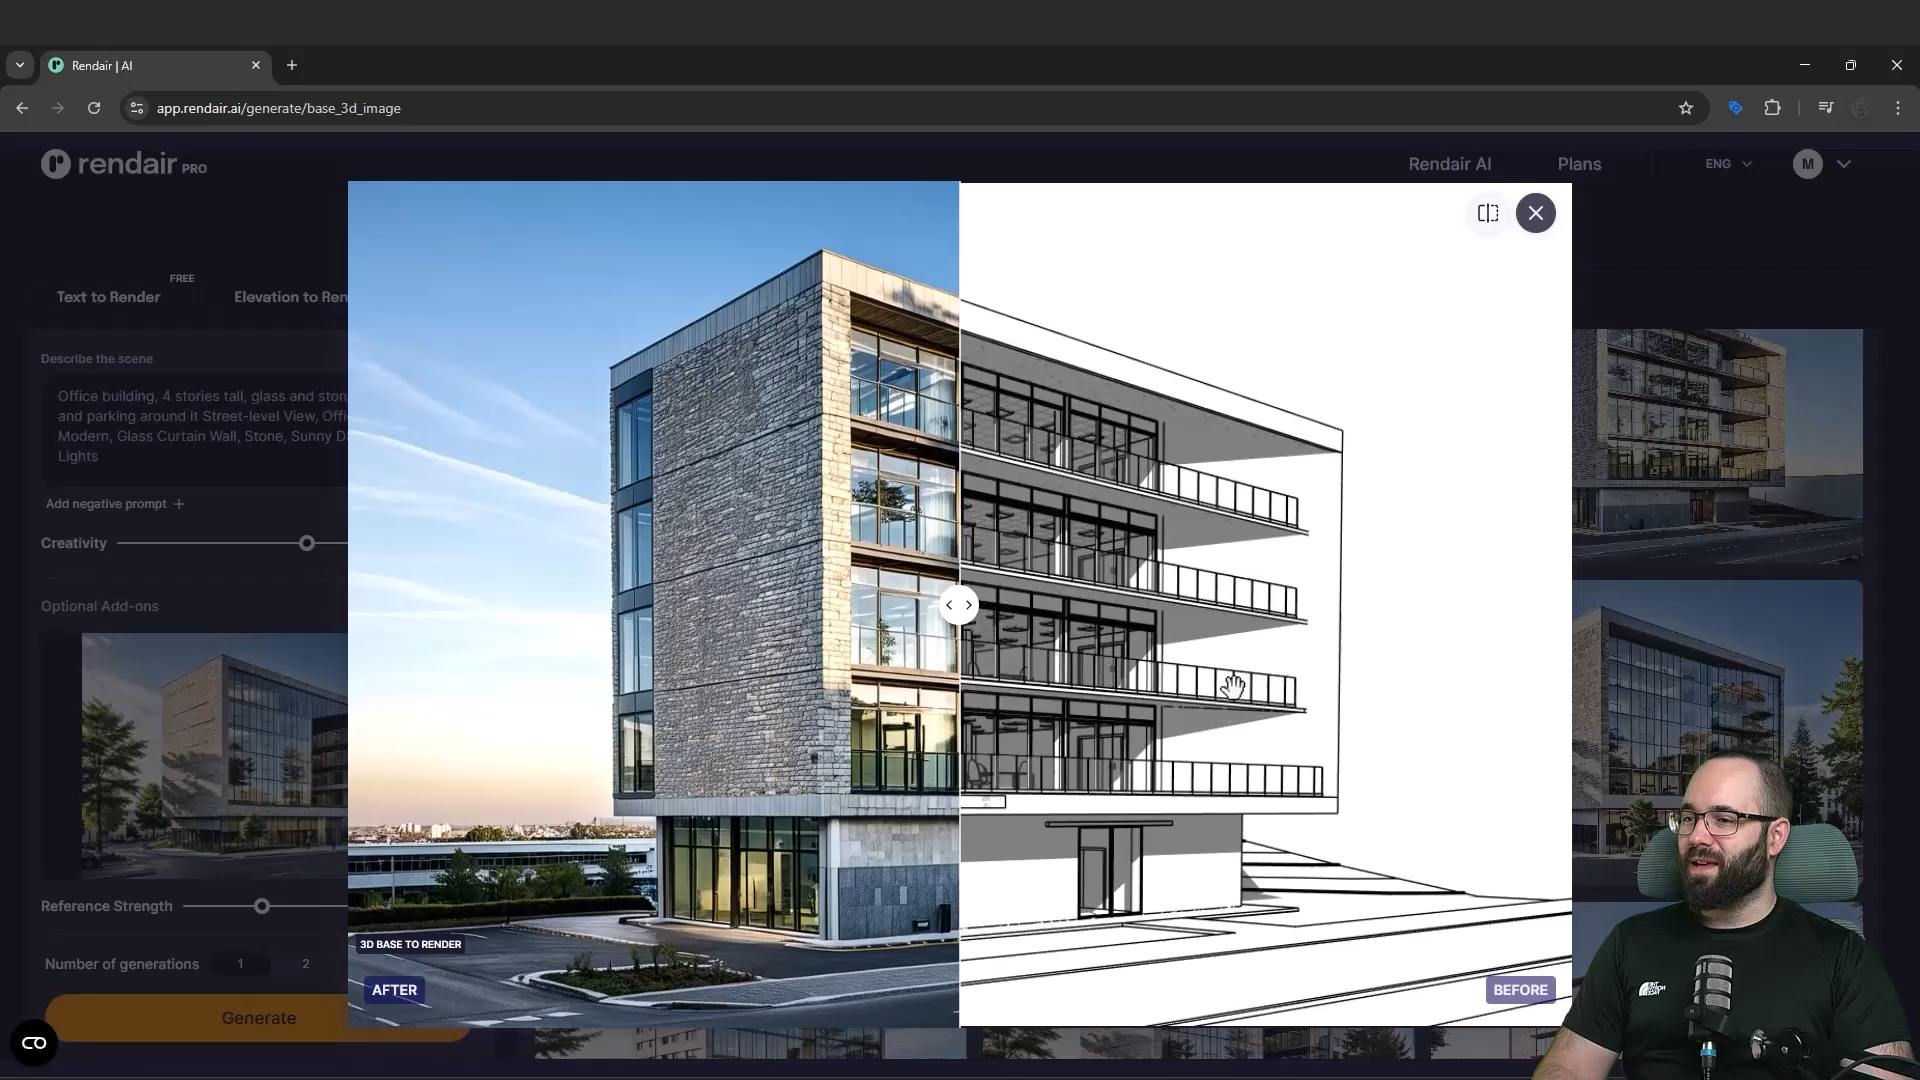 Rendair | AI
app.rendair.ai/generate/base_3d_image
rendair PRO
Rendair AI
Plans
ENG
M
FREE
Text to Render
Elevation to Ren
Describe the scene
Office building, 4 stories tall, glass and ston
and parking around it Street-level View, Offi
Modern, Glass Curtain Wall, Stone, Sunny D
Lights
Add negative prompt +
Creativity
Optional Add-ons
Reference Strength
Number of generations 1 2
Generate
3D BASE TO RENDER
AFTER
BEFORE
THE
NORTH
FACE